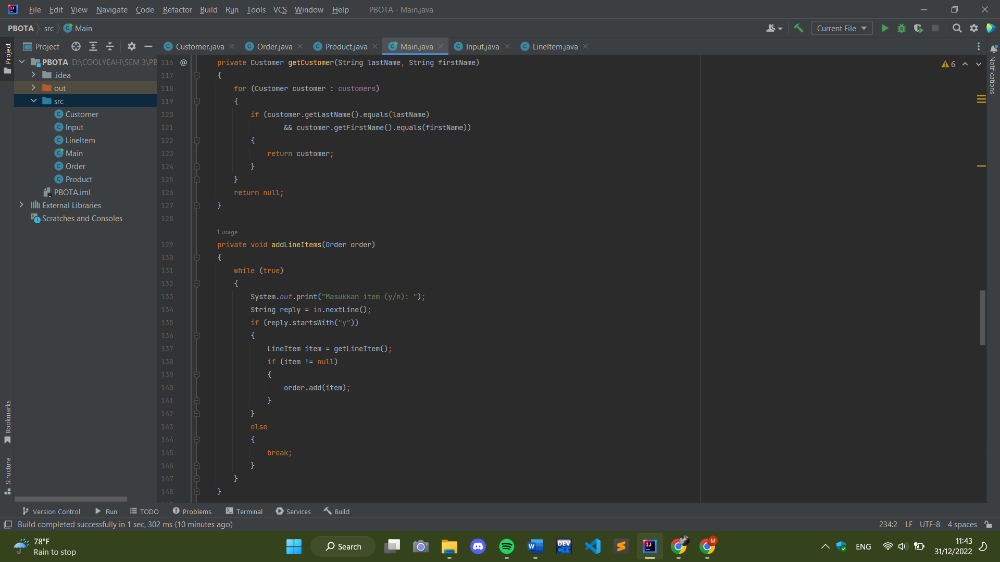 File Edit View Navigate Code Refactor Build Run Tools VCS Window Help PBOTA - Main.java
PBOTA src Main Current File
Project Customer.java Order.java Product.java Main.java Input.java LineItem.java
Project
PBOTA D:\COOLYEAH\SEM 3\PB
.idea
out
src
Customer
Input
LineItem
Main
Order
Product
PBOTA.iml
External Libraries
Scratches and Consoles
Bookmarks
Structure
116 @ private Customer getCustomer(String lastName, String firstName)
117 {
118 for (Customer customer : customers)
119 {
120 if (customer.getLastName().equals(lastName)
121 && customer.getFirstName().equals(firstName))
122 {
123 return customer;
124 }
125 }
126 return null;
127 }
128
1 usage
129 private void addLineItems(Order order)
130 {
131 while (true)
132 {
133 System.out.print("Masukkan item (y/n): ");
134 String reply = in.nextLine();
135 if (reply.startsWith("y"))
136 {
137 LineItem item = getLineItem();
138 if (item != null)
139 {
140 order.add(item);
141 }
142 }
143 else
144 {
145 break;
146 }
147 }
148 }
6
Notifications
Version Control Run TODO Problems Terminal Services Build
Build completed successfully in 1 sec, 302 ms (10 minutes ago) 234:2 LF UTF-8 4 spaces
78°F
Rain to stop
Search
DEV
C++
M
ENG
11:43
31/12/2022